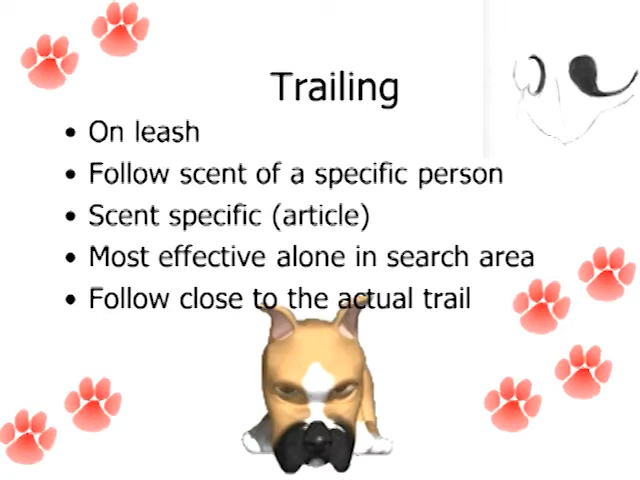 Trailing
• On leash
• Follow scent of a specific person
• Scent specific (article)
• Most effective alone in search area
• Follow close to the actual trail